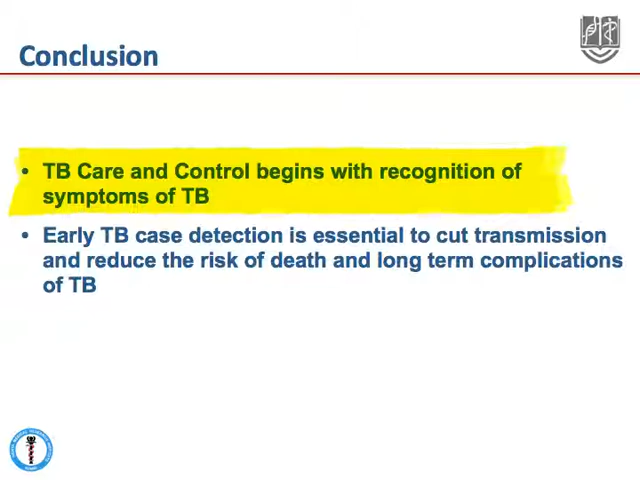 Conclusion
• TB Care and Control begins with recognition of
symptoms of TB
• Early TB case detection is essential to cut transmission
and reduce the risk of death and long term complications
of TB